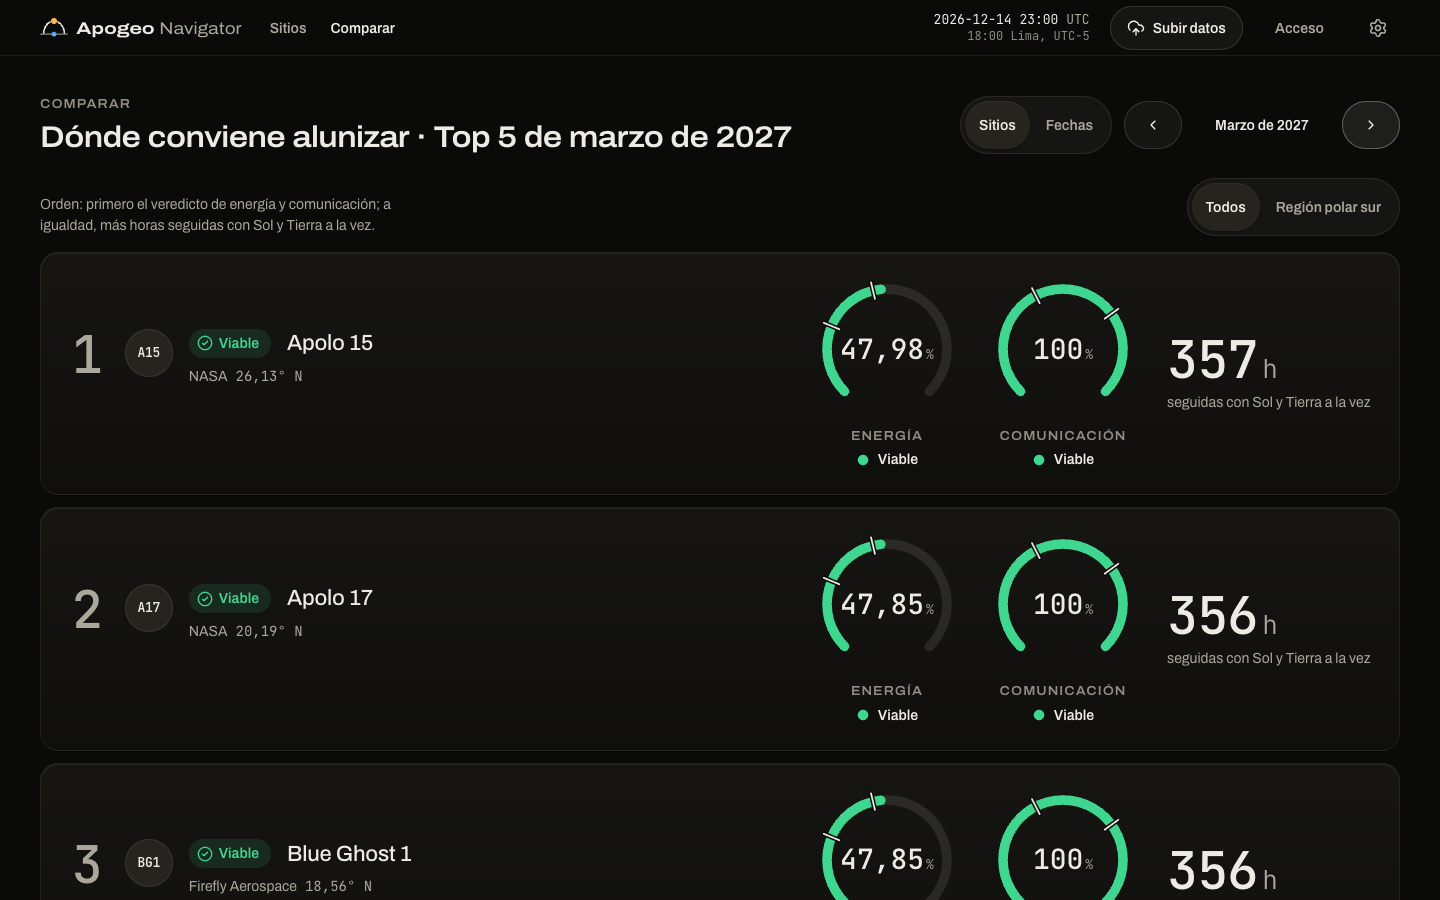 Apogeo Navigator
Sitios
Comparar
2026-12-14 23:00 UTC
18:00 Lima, UTC-5
Subir datos
Acceso
COMPARAR
Dónde conviene alunizar · Top 5 de marzo de 2027
Sitios
Fechas
Marzo de 2027
Orden: primero el veredicto de energía y comunicación; a
igualdad, más horas seguidas con Sol y Tierra a la vez.
Todos
Región polar sur
1
A15
Viable
Apolo 15
NASA 26,13° N
47,98%
ENERGÍA
Viable
100%
COMUNICACIÓN
Viable
357 h
seguidas con Sol y Tierra a la vez
2
A17
Viable
Apolo 17
NASA 20,19° N
47,85%
ENERGÍA
Viable
100%
COMUNICACIÓN
Viable
356 h
seguidas con Sol y Tierra a la vez
3
BG1
Viable
Blue Ghost 1
Firefly Aerospace 18,56° N
47,85%
100%
356 h